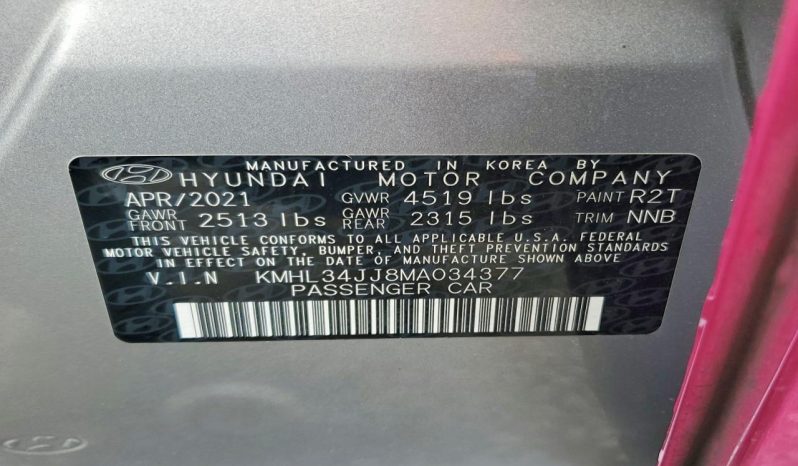 MANUFACTURED IN KOREA BY
HYUNDAI MOTOR COMPANY
APR/2021 GVWR 4519 lbs PAINT R2T
GAWR FRONT 2513 lbs GAWR REAR 2315 lbs TRIM NNB
THIS VEHICLE CONFORMS TO ALL APPLICABLE U.S.A. FEDERAL
MOTOR VEHICLE SAFETY, BUMPER, AND THEFT PREVENTION STANDARDS
IN EFFECT ON THE DATE OF MANUFACTURE SHOWN ABOVE
V.I.N KMHL34JJ8MA034377
PASSENGER CAR